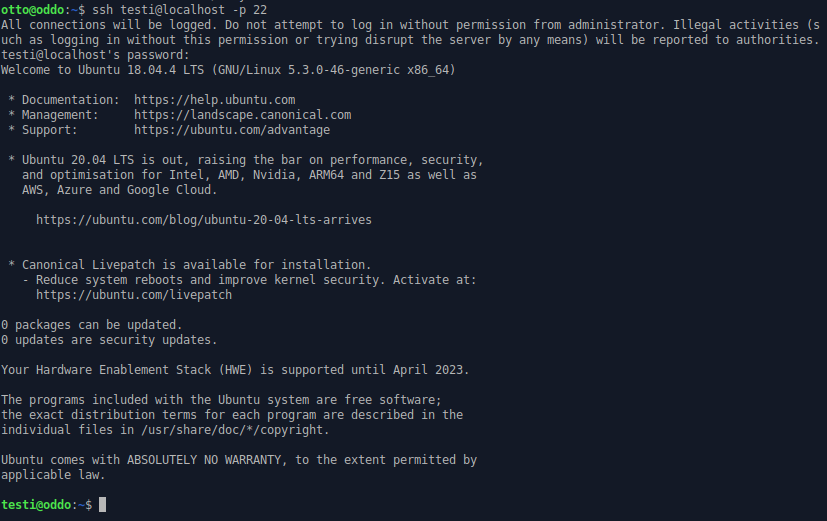 otto@oddo:~$ ssh testi@localhost -p 22
All connections will be logged. Do not attempt to log in without permission from administrator. Illegal activities (s
uch as logging in without this permission or trying disrupt the server by any means) will be reported to authorities.
testi@localhost's password:
Welcome to Ubuntu 18.04.4 LTS (GNU/Linux 5.3.0-46-generic x86_64)

 * Documentation:  https://help.ubuntu.com
 * Management:     https://landscape.canonical.com
 * Support:        https://ubuntu.com/advantage

 * Ubuntu 20.04 LTS is out, raising the bar on performance, security,
   and optimisation for Intel, AMD, Nvidia, ARM64 and Z15 as well as
   AWS, Azure and Google Cloud.

     https://ubuntu.com/blog/ubuntu-20-04-lts-arrives

 * Canonical Livepatch is available for installation.
   - Reduce system reboots and improve kernel security. Activate at:
     https://ubuntu.com/livepatch

0 packages can be updated.
0 updates are security updates.

Your Hardware Enablement Stack (HWE) is supported until April 2023.

The programs included with the Ubuntu system are free software;
the exact distribution terms for each program are described in the
individual files in /usr/share/doc/*/copyright.

Ubuntu comes with ABSOLUTELY NO WARRANTY, to the extent permitted by
applicable law.

testi@oddo:~$